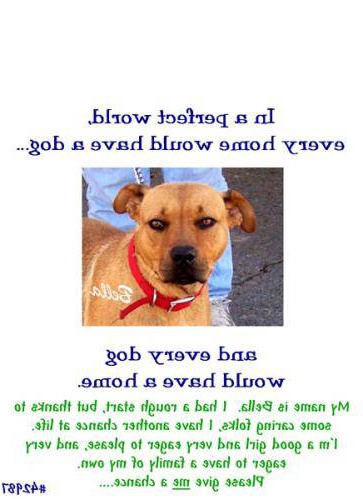 In a perfect world,
every home would have a dog...
Bella
and every dog
would have a home.
My name is Bella. I had a rough start, but thanks to
some caring folks, I have another chance at life.
I'm a good girl and very eager to please, and very
eager to have a family of my own.
Please give me a chance....
#42987